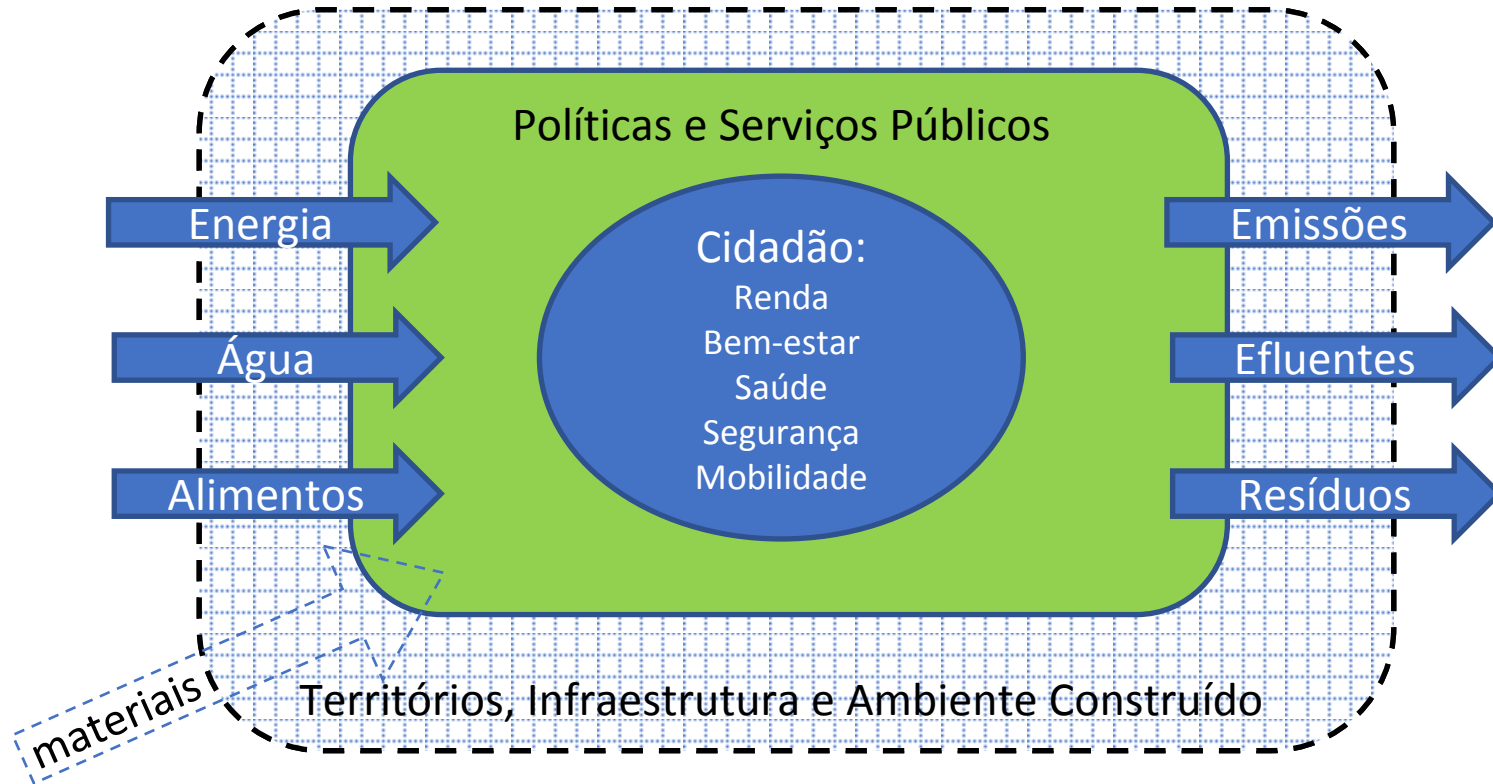 Políticas e Serviços Públicos
Energia
Água
Alimentos
materiais
Cidadão:
Renda
Bem-estar
Saúde
Segurança
Mobilidade
Emissões
Efluentes
Resíduos
Territórios, Infraestrutura e Ambiente Construído